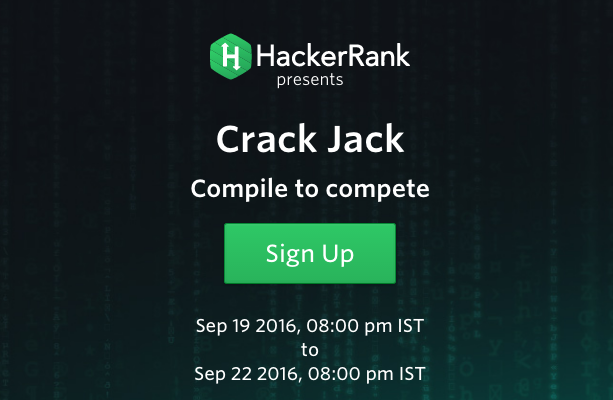 HackerRank
presents
Crack Jack
Compile to compete
Sign Up
Sep 19 2016, 08:00 pm IST
to
Sep 22 2016, 08:00 pm IST